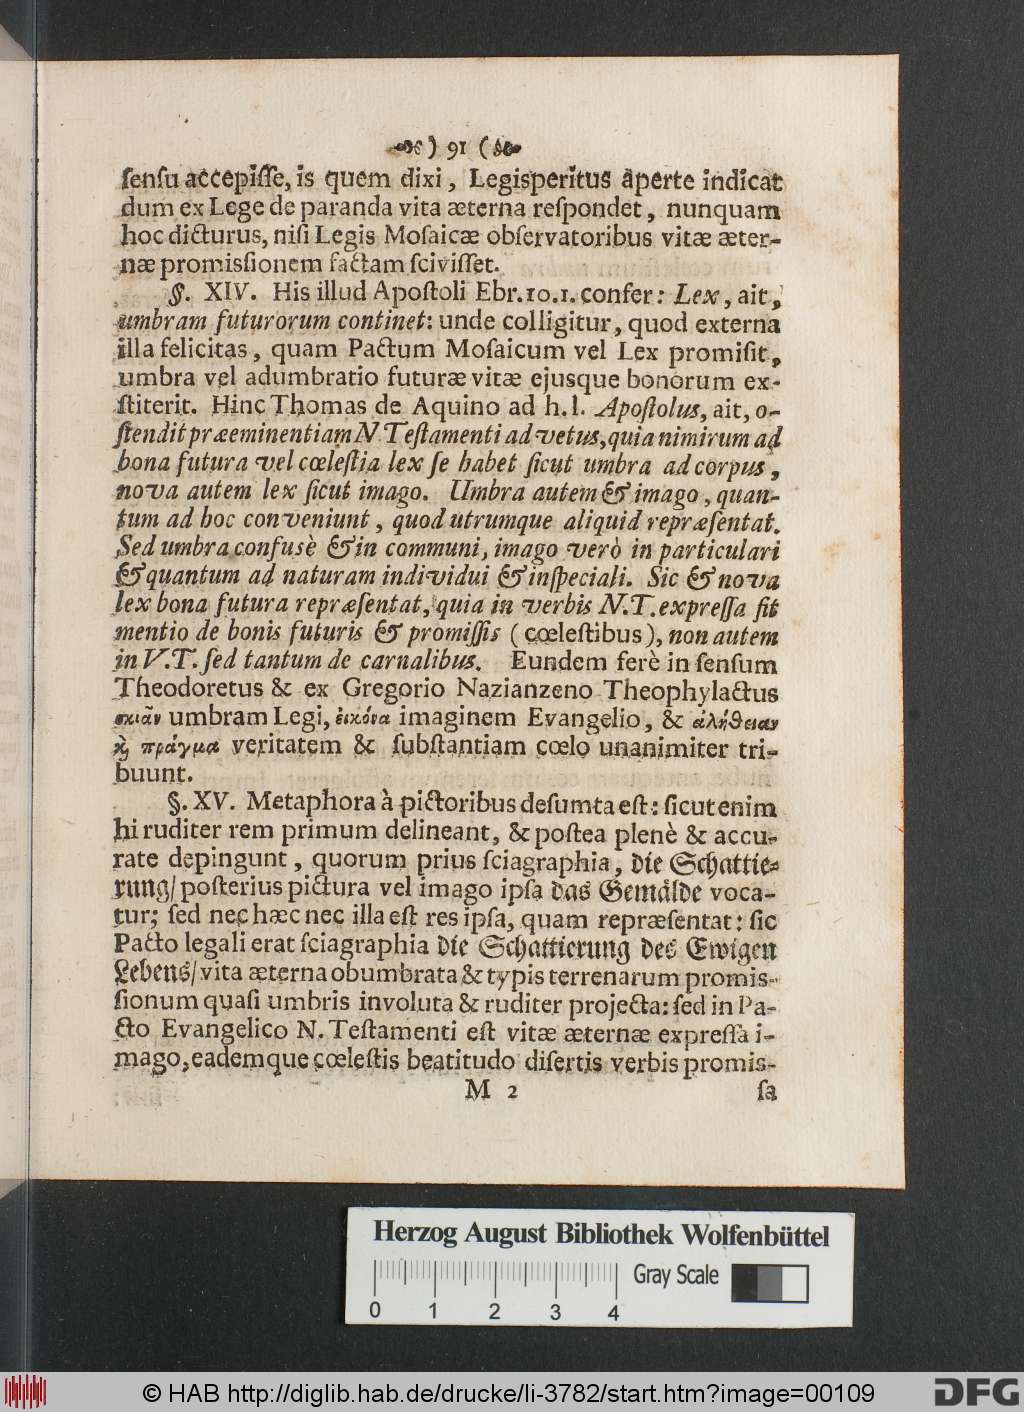 ) 91 (
ſenſu accepiſſe, is quem dixi, Legisperitus aperte indicat
dum ex Lege de paranda vita æterna reſpondet, nunquam
hoc dicturus, niſi Legis Moſaicæ obſervatoribus vitæ æter-
næ promissionem factam ſciviſſet.
§. XIV. His illud Apoſtoli Ebr. 10. 1. confer: Lex, ait,
umbram futurorum continet: unde colligitur, quod externa
illa felicitas, quam Pactum Moſaicum vel Lex promiſit,
umbra vel adumbratio futuræ vitæ ejusque bonorum ex-
ſtiterit. Hinc Thomas de Aquino ad h. l. Apoſtolus, ait, o-
ſtendit præeminentiam N Teſtamenti ad vetus, quia nimirum ad
bona futura vel cœleſtia lex ſe habet ſicut umbra ad corpus,
nova autem lex ſicut imago. Umbra autem & imago, quan-
tum ad hoc conveniunt, quod utrumque aliquid repræſentat.
Sed umbra confusè & in communi, imago verò in particulari
& quantum ad naturam individui & in ſpeciali. Sic & nova
lex bona futura repræſentat, quia in verbis N. T. expreſſa fit
mentio de bonis futuris & promiſſis (cœleſtibus), non autem
in V. T. ſed tantum de carnalibus. Eundem ferè in ſenſum
Theodoretus & ex Gregorio Nazianzeno Theophylactus
σκιᾶν umbram Legi, ἐικόνα imaginem Evangelio, & ἀλήθειαν
ϗ̀ πράγμα veritatem & ſubſtantiam cœlo unanimiter tri-
buunt.
§. XV. Metaphora à pictoribus deſumta eſt: ſicut enim
hi ruditer rem primum delineant, & poſtea plenè & accu-
rate depingunt, quorum prius ſciagraphia, die Schattie-
rung/ poſterius pictura vel imago ipſa das Gemälde voca-
tur; ſed nec hæc nec illa eſt res ipſa, quam repræſentat: ſic
Pacto legali erat ſciagraphia die Schattierung des Ewigen
Lebens/ vita æterna obumbrata & typis terrenarum promis-
ſionum quaſi umbris involuta & ruditer projecta: ſed in Pa-
cto Evangelico N. Teſtamenti eſt vitæ æternæ expreſſa i-
mago, eademque cœleſtis beatitudo diſertis verbis promis-
M 2 ſa
Herzog August Bibliothek Wolfenbüttel
Gray Scale
0 1 2 3 4
© HAB http://diglib.hab.de/drucke/li-3782/start.htm?image=00109
DFG